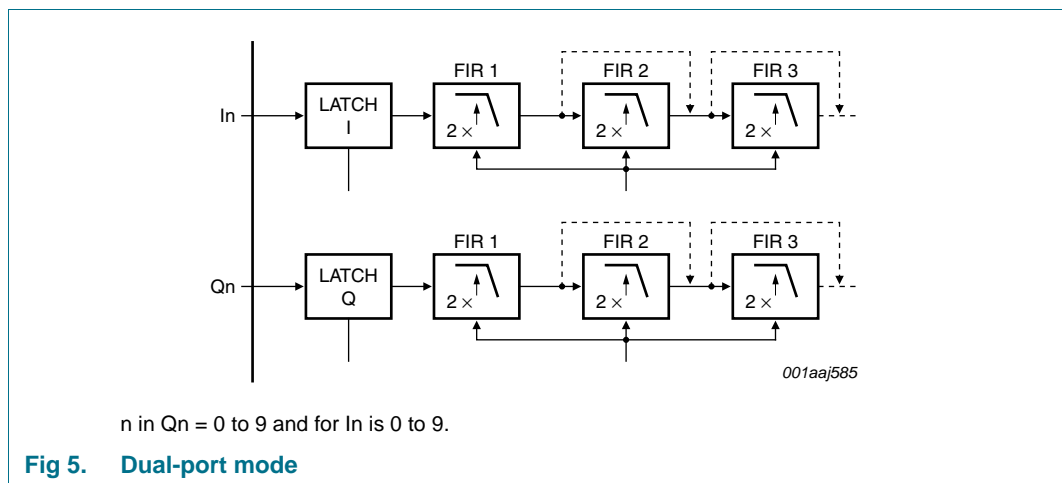 FIR 1 FIR 2 FIR 3
In
LATCH
I
2 × 2 × 2 ×
FIR 1 FIR 2 FIR 3
Qn
LATCH
Q
2 × 2 × 2 ×
001aaj585
n in Qn = 0 to 9 and for In is 0 to 9.
Fig 5. Dual-port mode